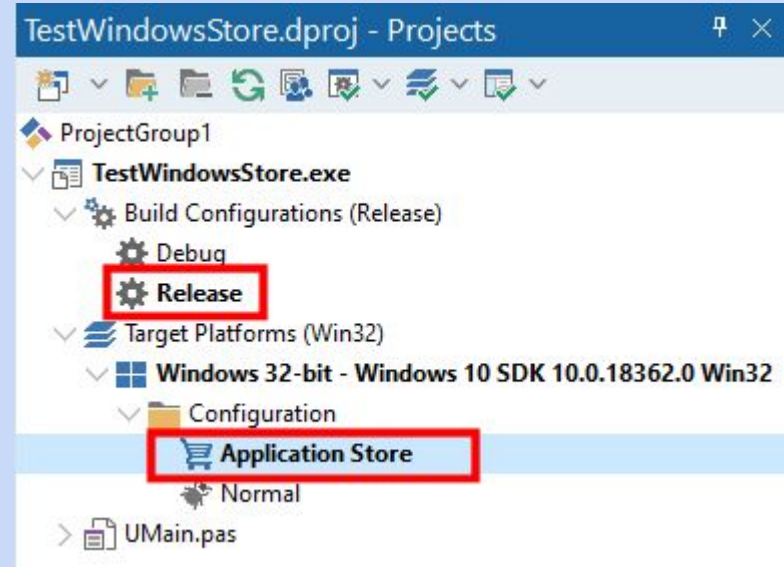 TestWindowsStore.dproj - Projects
ProjectGroup1
TestWindowsStore.exe
Build Configurations (Release)
Debug
Release
Target Platforms (Win32)
Windows 32-bit - Windows 10 SDK 10.0.18362.0 Win32
Configuration
Application Store
Normal
UMain.pas